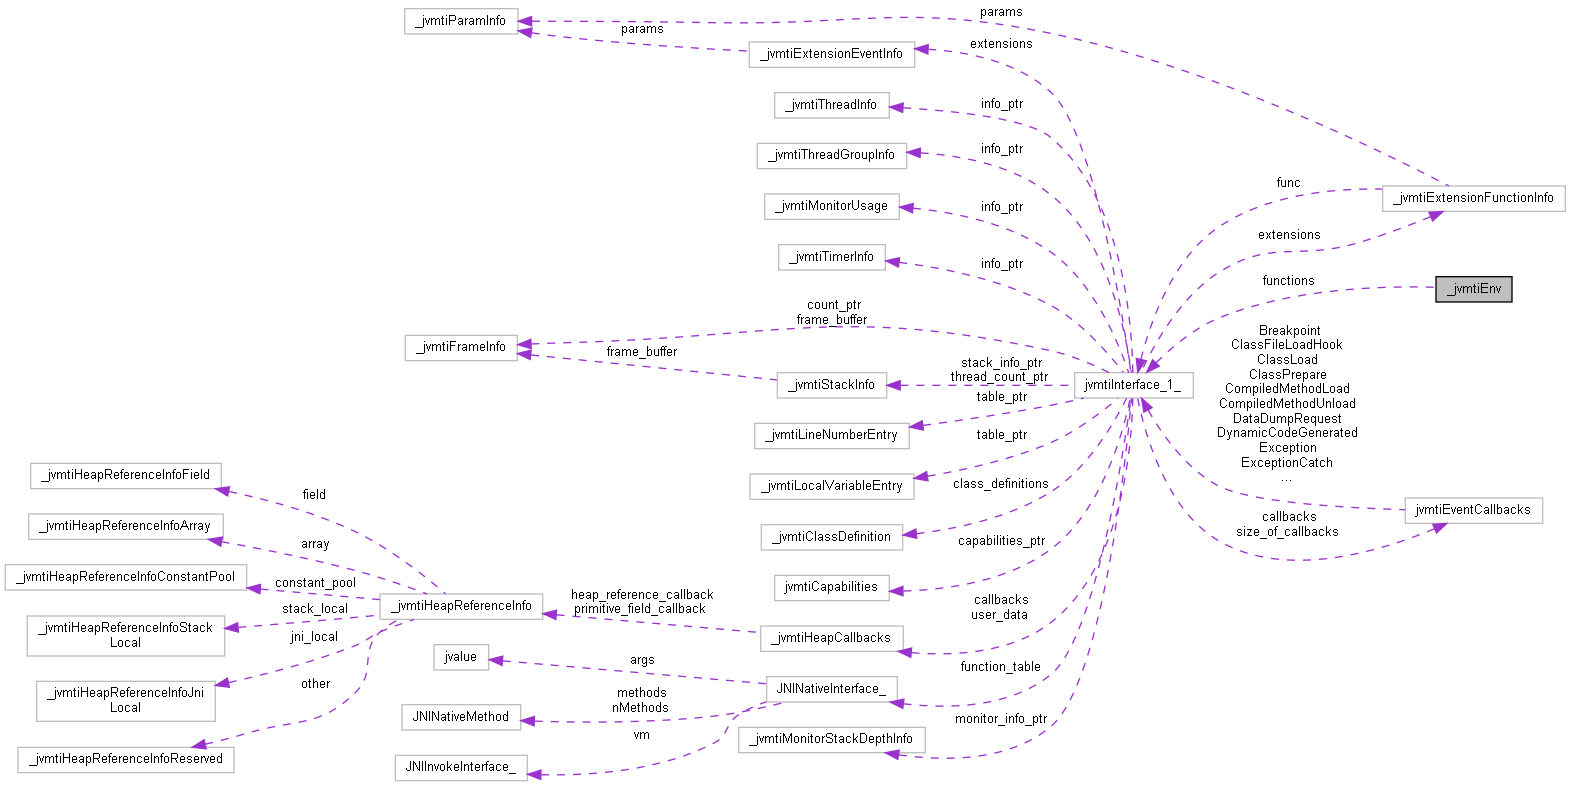 _jvmtiParamInfo
params
params
extensions
_jvmtiExtensionEventInfo
_jvmtiThreadInfo
info_ptr
_jvmtiThreadGroupInfo
info_ptr
_jvmtiMonitorUsage
info_ptr
_jvmtiTimerInfo
info_ptr
func
_jvmtiExtensionFunctionInfo
extensions
functions
_jvmtiEnv
count_ptr
frame_buffer
_jvmtiFrameInfo
frame_buffer
_jvmtiStackInfo
stack_info_ptr
thread_count_ptr
jvmtiInterface_1_
table_ptr
_jvmtiLineNumberEntry
table_ptr
_jvmtiLocalVariableEntry
class_definitions
_jvmtiClassDefinition
capabilities_ptr
jvmtiCapabilities
Breakpoint
ClassFileLoadHook
ClassLoad
ClassPrepare
CompiledMethodLoad
CompiledMethodUnload
DataDumpRequest
DynamicCodeGenerated
Exception
ExceptionCatch
...
jvmtiEventCallbacks
callbacks
size_of_callbacks
_jvmtiHeapReferenceInfoField
field
_jvmtiHeapReferenceInfoArray
array
_jvmtiHeapReferenceInfoConstantPool
constant_pool
_jvmtiHeapReferenceInfo
heap_reference_callback
primitive_field_callback
callbacks
user_data
_jvmtiHeapCallbacks
_jvmtiHeapReferenceInfoStack
Local
stack_local
jni_local
_jvmtiHeapReferenceInfoJni
Local
other
_jvmtiHeapReferenceInfoReserved
jvalue
args
function_table
JNINativeInterface_
methods
nMethods
JNINativeMethod
vm
JNIInvokeInterface_
monitor_info_ptr
_jvmtiMonitorStackDepthInfo